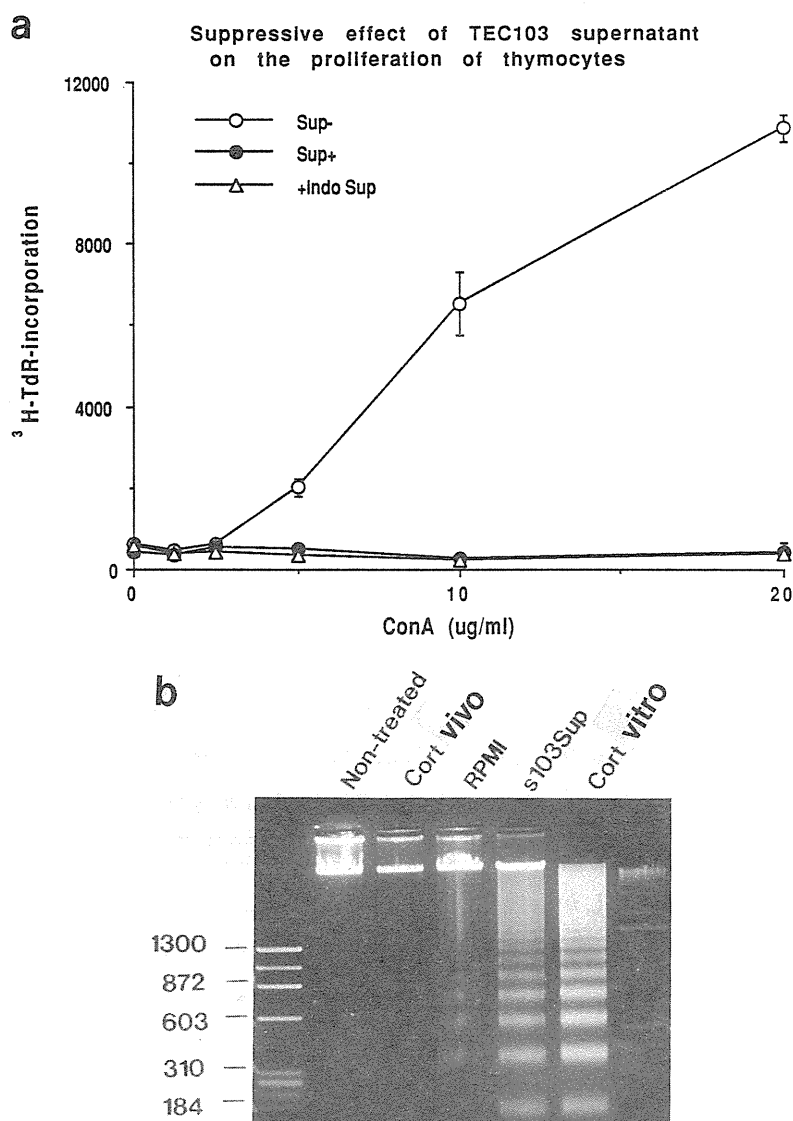 a
Suppressive effect of TEC103 supernatant
on the proliferation of thymocytes
12000
8000
4000
0
³H-TdR-incorporation
Sup-
Sup+
+indo Sup
0
10
20
ConA (ug/ml)
b
Non-treated
Cort vivo
RPMI
s103Sup
Cort vitro
1300
872
603
310
184